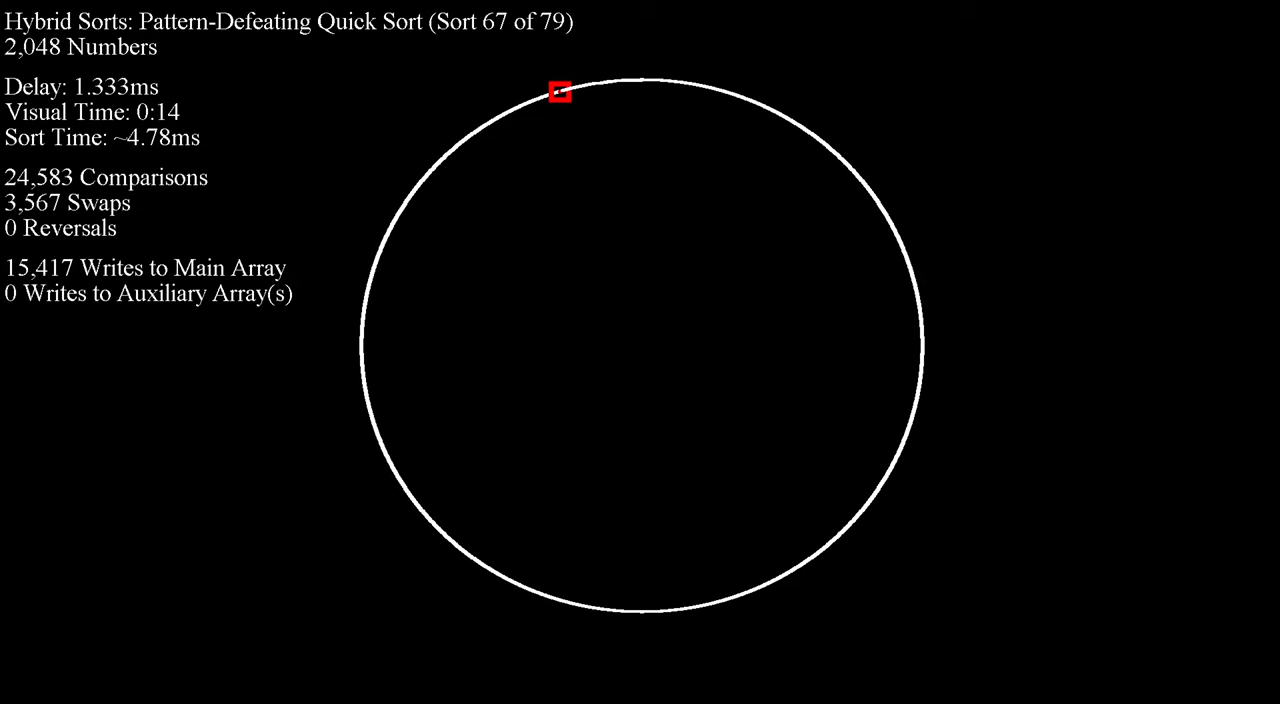 Hybrid Sorts: Pattern-Defeating Quick Sort (Sort 67 of 79)
2,048 Numbers
Delay: 1.333ms
Visual Time: 0:14
Sort Time: ~4.78ms
24,583 Comparisons
3,567 Swaps
0 Reversals
15,417 Writes to Main Array
0 Writes to Auxiliary Array(s)